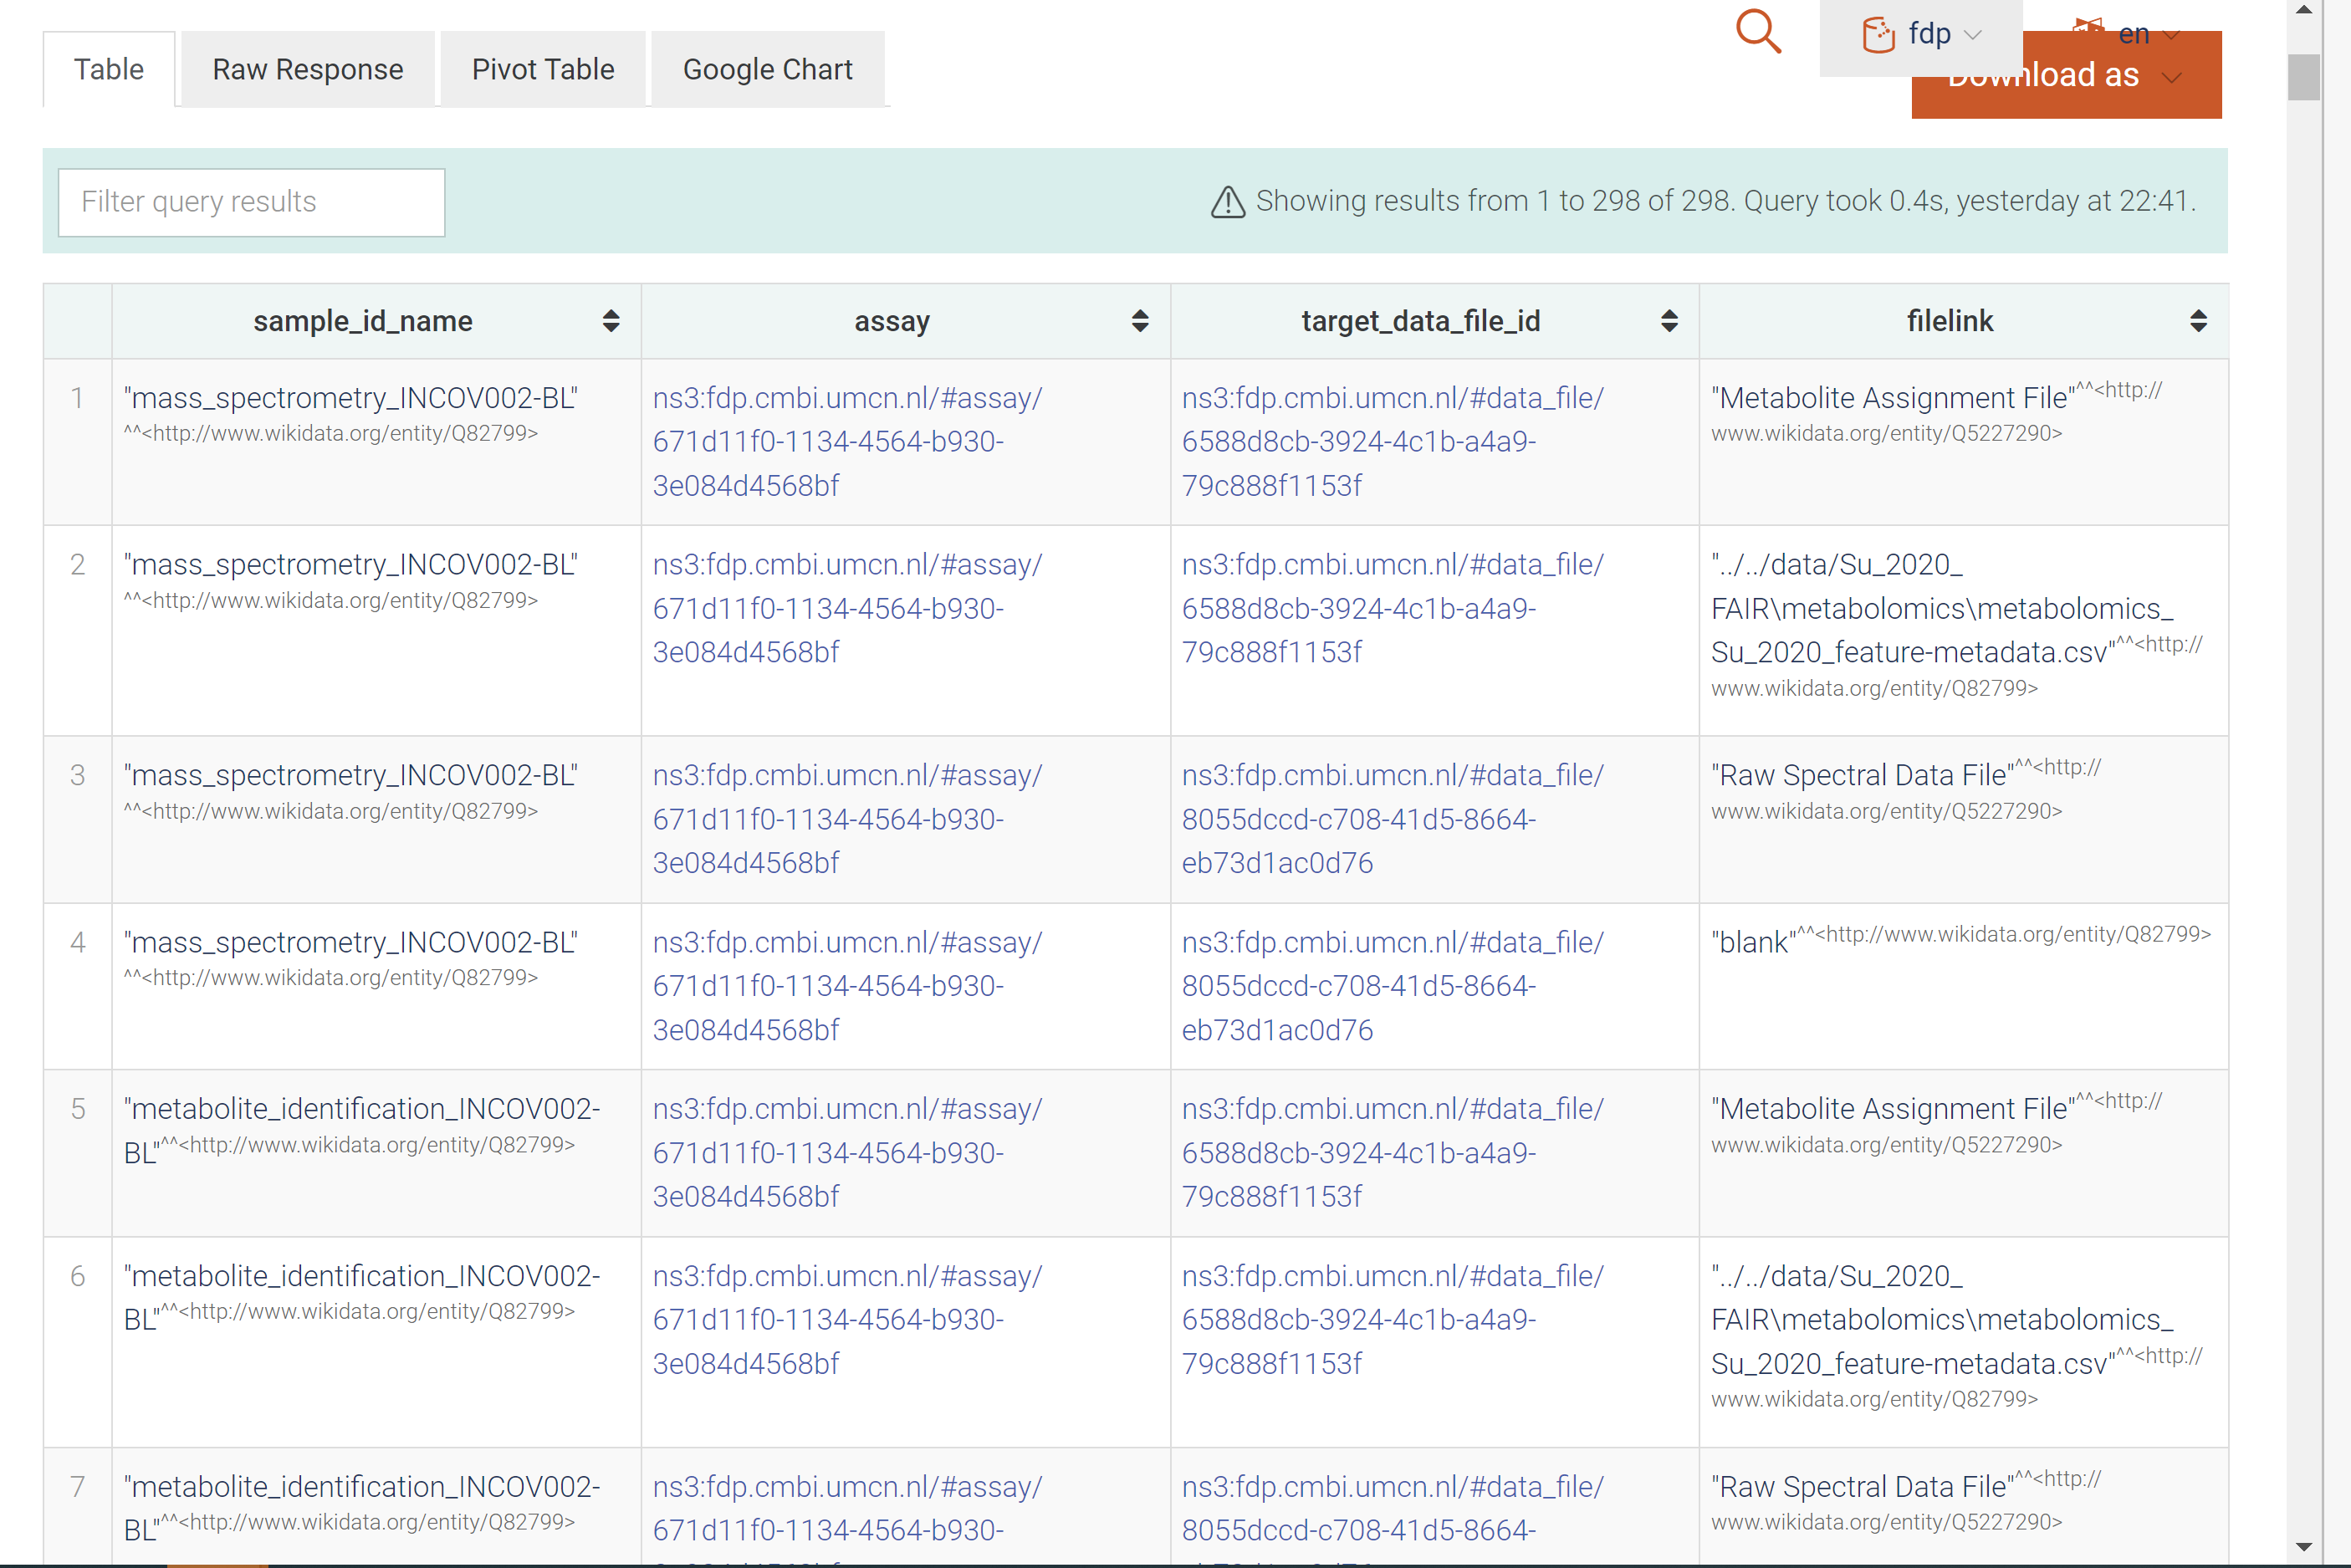 fdp
en
Table
Raw Response
Pivot Table
Google Chart
Download as
Filter query results
Showing results from 1 to 298 of 298. Query took 0.4s, yesterday at 22:41.
sample_id_name
assay
target_data_file_id
filelink
1
"mass_spectrometry_INCOV002-BL"
^^<http://www.wikidata.org/entity/Q82799>
ns3:fdp.cmbi.umcn.nl/#assay/
671d11f0-1134-4564-b930-
3e084d4568bf
ns3:fdp.cmbi.umcn.nl/#data_file/
6588d8cb-3924-4c1b-a4a9-
79c888f1153f
"Metabolite Assignment File"^^<http://
www.wikidata.org/entity/Q5227290>
2
"mass_spectrometry_INCOV002-BL"
^^<http://www.wikidata.org/entity/Q82799>
ns3:fdp.cmbi.umcn.nl/#assay/
671d11f0-1134-4564-b930-
3e084d4568bf
ns3:fdp.cmbi.umcn.nl/#data_file/
6588d8cb-3924-4c1b-a4a9-
79c888f1153f
"../../data/Su_2020_
FAIR\metabolomics\metabolomics_
Su_2020_feature-metadata.csv"^^<http://
www.wikidata.org/entity/Q82799>
3
"mass_spectrometry_INCOV002-BL"
^^<http://www.wikidata.org/entity/Q82799>
ns3:fdp.cmbi.umcn.nl/#assay/
671d11f0-1134-4564-b930-
3e084d4568bf
ns3:fdp.cmbi.umcn.nl/#data_file/
8055dccd-c708-41d5-8664-
eb73d1ac0d76
"Raw Spectral Data File"^^<http://
www.wikidata.org/entity/Q5227290>
4
"mass_spectrometry_INCOV002-BL"
^^<http://www.wikidata.org/entity/Q82799>
ns3:fdp.cmbi.umcn.nl/#assay/
671d11f0-1134-4564-b930-
3e084d4568bf
ns3:fdp.cmbi.umcn.nl/#data_file/
8055dccd-c708-41d5-8664-
eb73d1ac0d76
"blank"^^<http://www.wikidata.org/entity/Q82799>
5
"metabolite_identification_INCOV002-
BL"^^<http://www.wikidata.org/entity/Q82799>
ns3:fdp.cmbi.umcn.nl/#assay/
671d11f0-1134-4564-b930-
3e084d4568bf
ns3:fdp.cmbi.umcn.nl/#data_file/
6588d8cb-3924-4c1b-a4a9-
79c888f1153f
"Metabolite Assignment File"^^<http://
www.wikidata.org/entity/Q5227290>
6
"metabolite_identification_INCOV002-
BL"^^<http://www.wikidata.org/entity/Q82799>
ns3:fdp.cmbi.umcn.nl/#assay/
671d11f0-1134-4564-b930-
3e084d4568bf
ns3:fdp.cmbi.umcn.nl/#data_file/
6588d8cb-3924-4c1b-a4a9-
79c888f1153f
"../../data/Su_2020_
FAIR\metabolomics\metabolomics_
Su_2020_feature-metadata.csv"^^<http://
www.wikidata.org/entity/Q82799>
7
"metabolite_identification_INCOV002-
BL"^^<http://www.wikidata.org/entity/Q82799>
ns3:fdp.cmbi.umcn.nl/#assay/
671d11f0-1134-4564-b930-
ns3:fdp.cmbi.umcn.nl/#data_file/
8055dccd-c708-41d5-8664-
"Raw Spectral Data File"^^<http://
www.wikidata.org/entity/Q5227290>